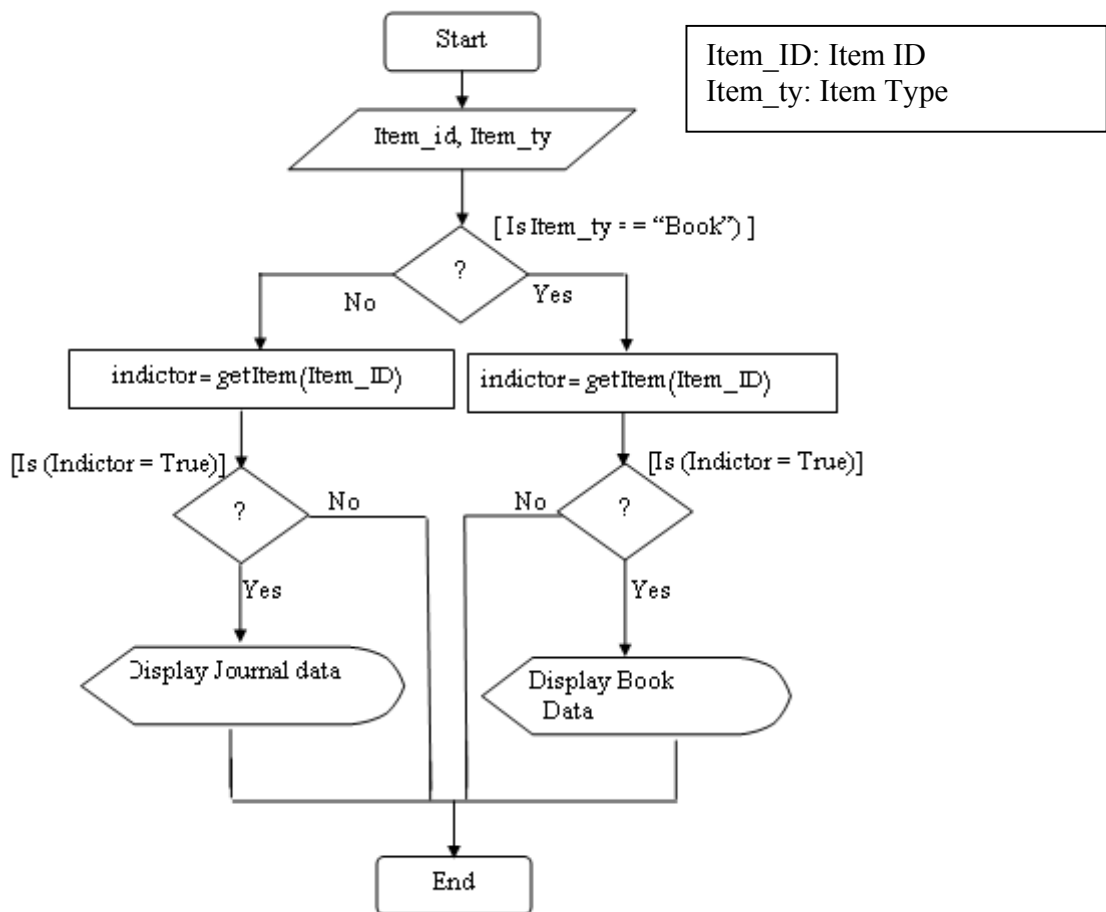 Start
Item_ID: Item ID
Item_ty: Item Type
Item_id, Item_ty
[ Is Item_ty = = “Book”) ]
?
No
Yes
indictor= getItem(Item_ID)
indictor= getItem(Item_ID)
[Is (Indictor = True)]
[Is (Indictor = True)]
?
No
No
?
Yes
Yes
Display Journal data
Display Book
Data
End